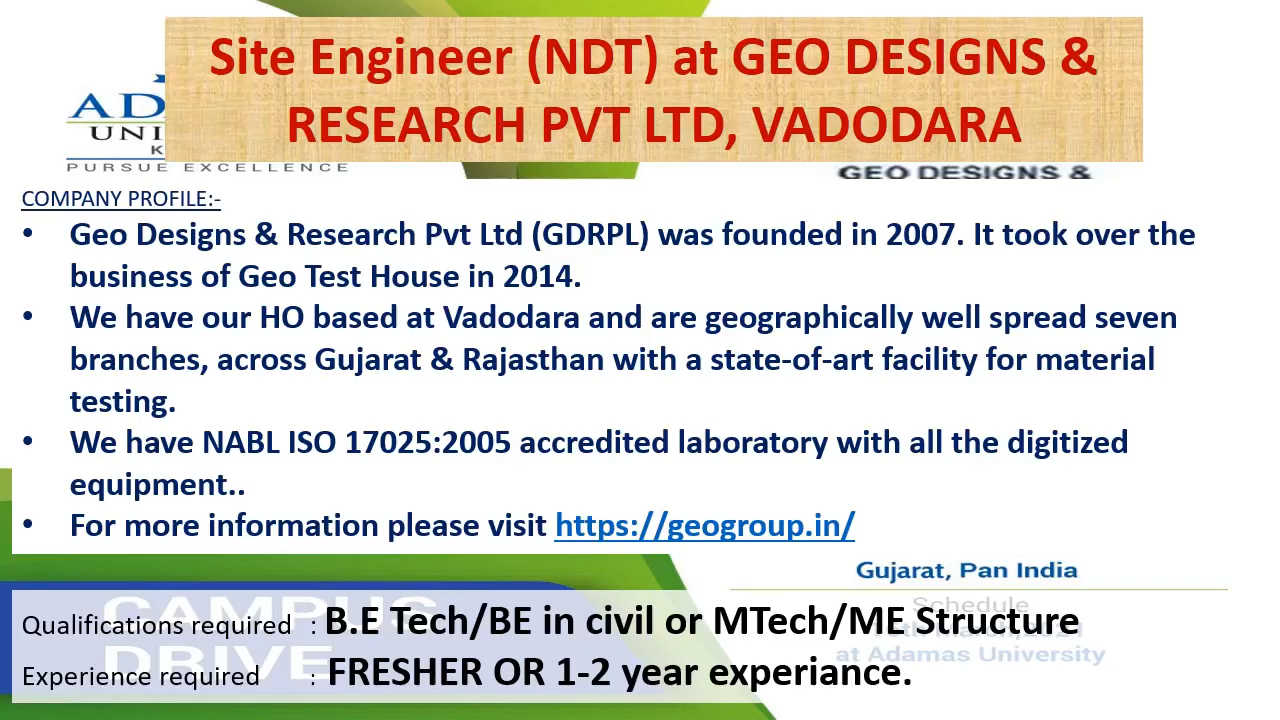 Site Engineer (NDT) at GEO DESIGNS &
RESEARCH PVT LTD, VADODARA
PURSUE EXCELLENCE
GEO DESIGNS &
COMPANY PROFILE:-
• Geo Designs & Research Pvt Ltd (GDRPL) was founded in 2007. It took over the
business of Geo Test House in 2014.
• We have our HO based at Vadodara and are geographically well spread seven
branches, across Gujarat & Rajasthan with a state-of-art facility for material
testing.
• We have NABL ISO 17025:2005 accredited laboratory with all the digitized
equipment..
• For more information please visit https://geogroup.in/
Gujarat, Pan India
CAMPUS
DRIVE
Schedule
at Adamas University
Qualifications required : B.E Tech/BE in civil or MTech/ME Structure
Experience required : FRESHER OR 1-2 year experiance.